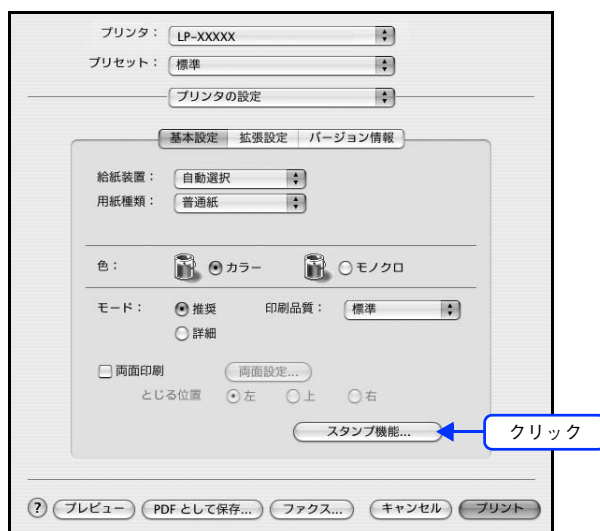 プリンタ： LP-XXXXX
プリセット： 標準
プリンタの設定
基本設定 拡張設定 バージョン情報
給紙装置： 自動選択
用紙種類： 普通紙
色： カラー モノクロ
モード： 推奨 印刷品質： 標準
詳細
両面印刷 両面設定...
とじる位置 左 上 右
スタンプ機能... クリック
? プレビュー PDF として保存... ファクス... キャンセル プリント